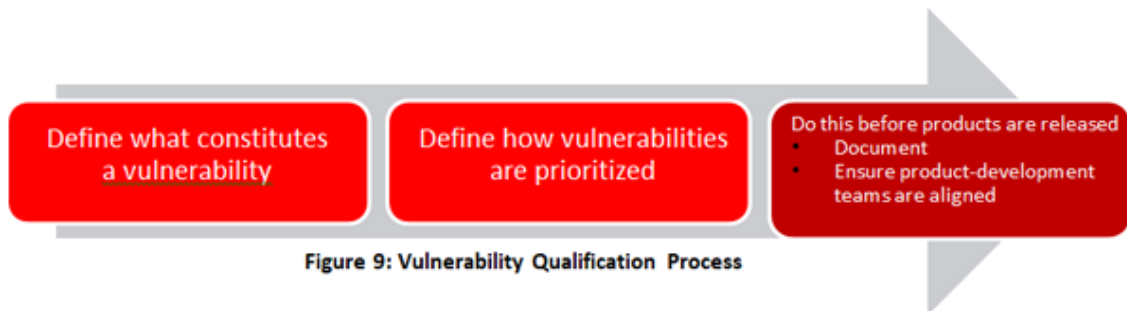 Define what constitutes
a vulnerability
Define how vulnerabilities
are prioritized
Do this before products are released
• Document
• Ensure product-development
teams are aligned
Figure 9: Vulnerability Qualification Process